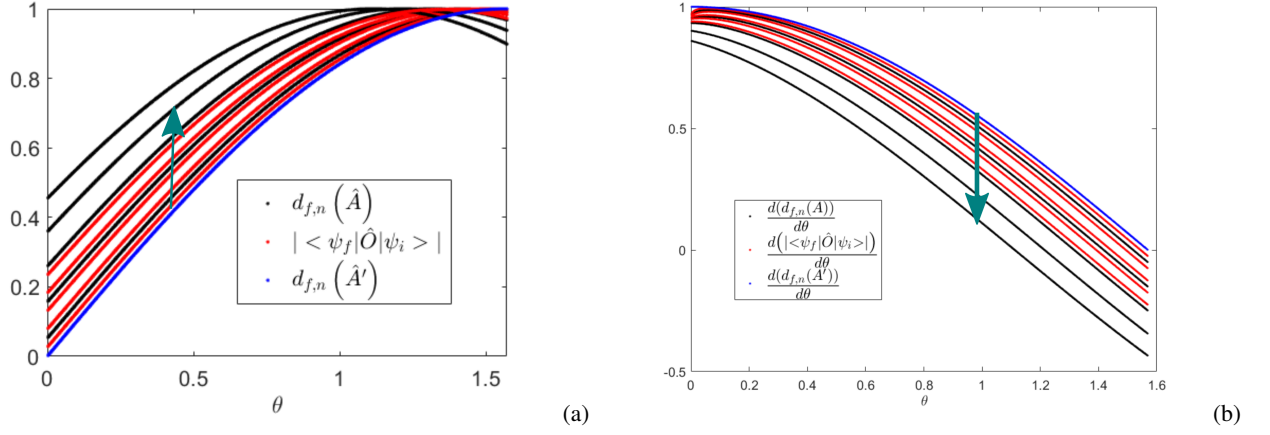 1
0.8
0.6
0.4
0.2
0
0 0.5 1 1.5
θ
d_{f,n} (Â)
| < ψ_f|Ô|ψ_i > |
d_{f,n} (Â')
(a)
1
0.5
0
-0.5
0 0.2 0.4 0.6 0.8 1 1.2 1.4 1.6
θ
d(d_{f,n}(A))
dθ
d(|<ψ_f|Ô|ψ_i>|)
dθ
d(d_{f,n}(A'))
dθ
(b)